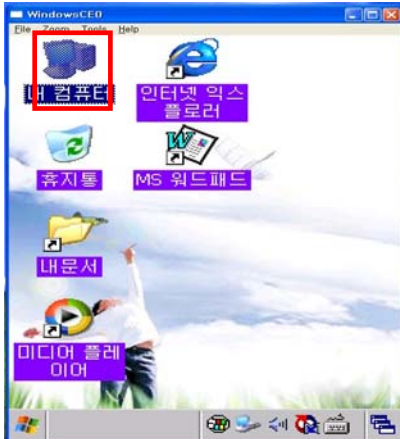 WindowsCE0
File Zoom Tools Help
내 컴퓨터
인터넷 익스
플로러
휴지통
MS 워드패드
내문서
미디어 플레
이어